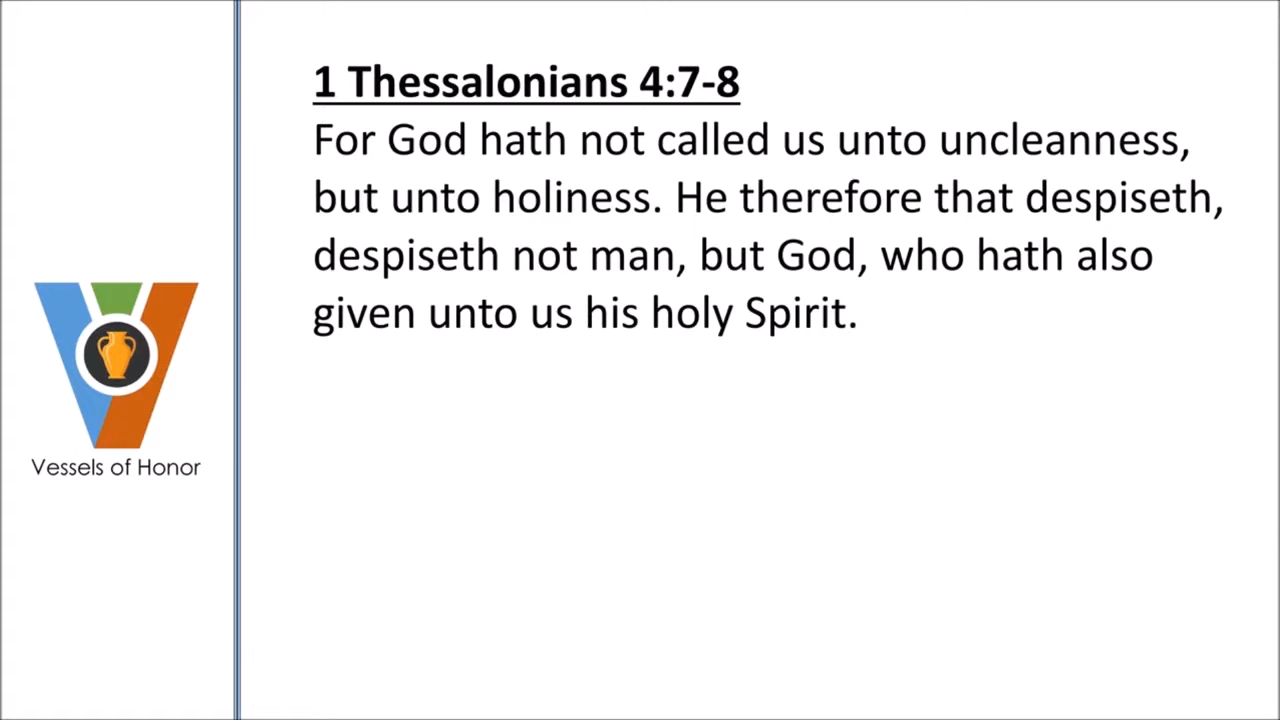 1 Thessalonians 4:7-8
For God hath not called us unto uncleanness,
but unto holiness. He therefore that despiseth,
despiseth not man, but God, who hath also
given unto us his holy Spirit.
Vessels of Honor